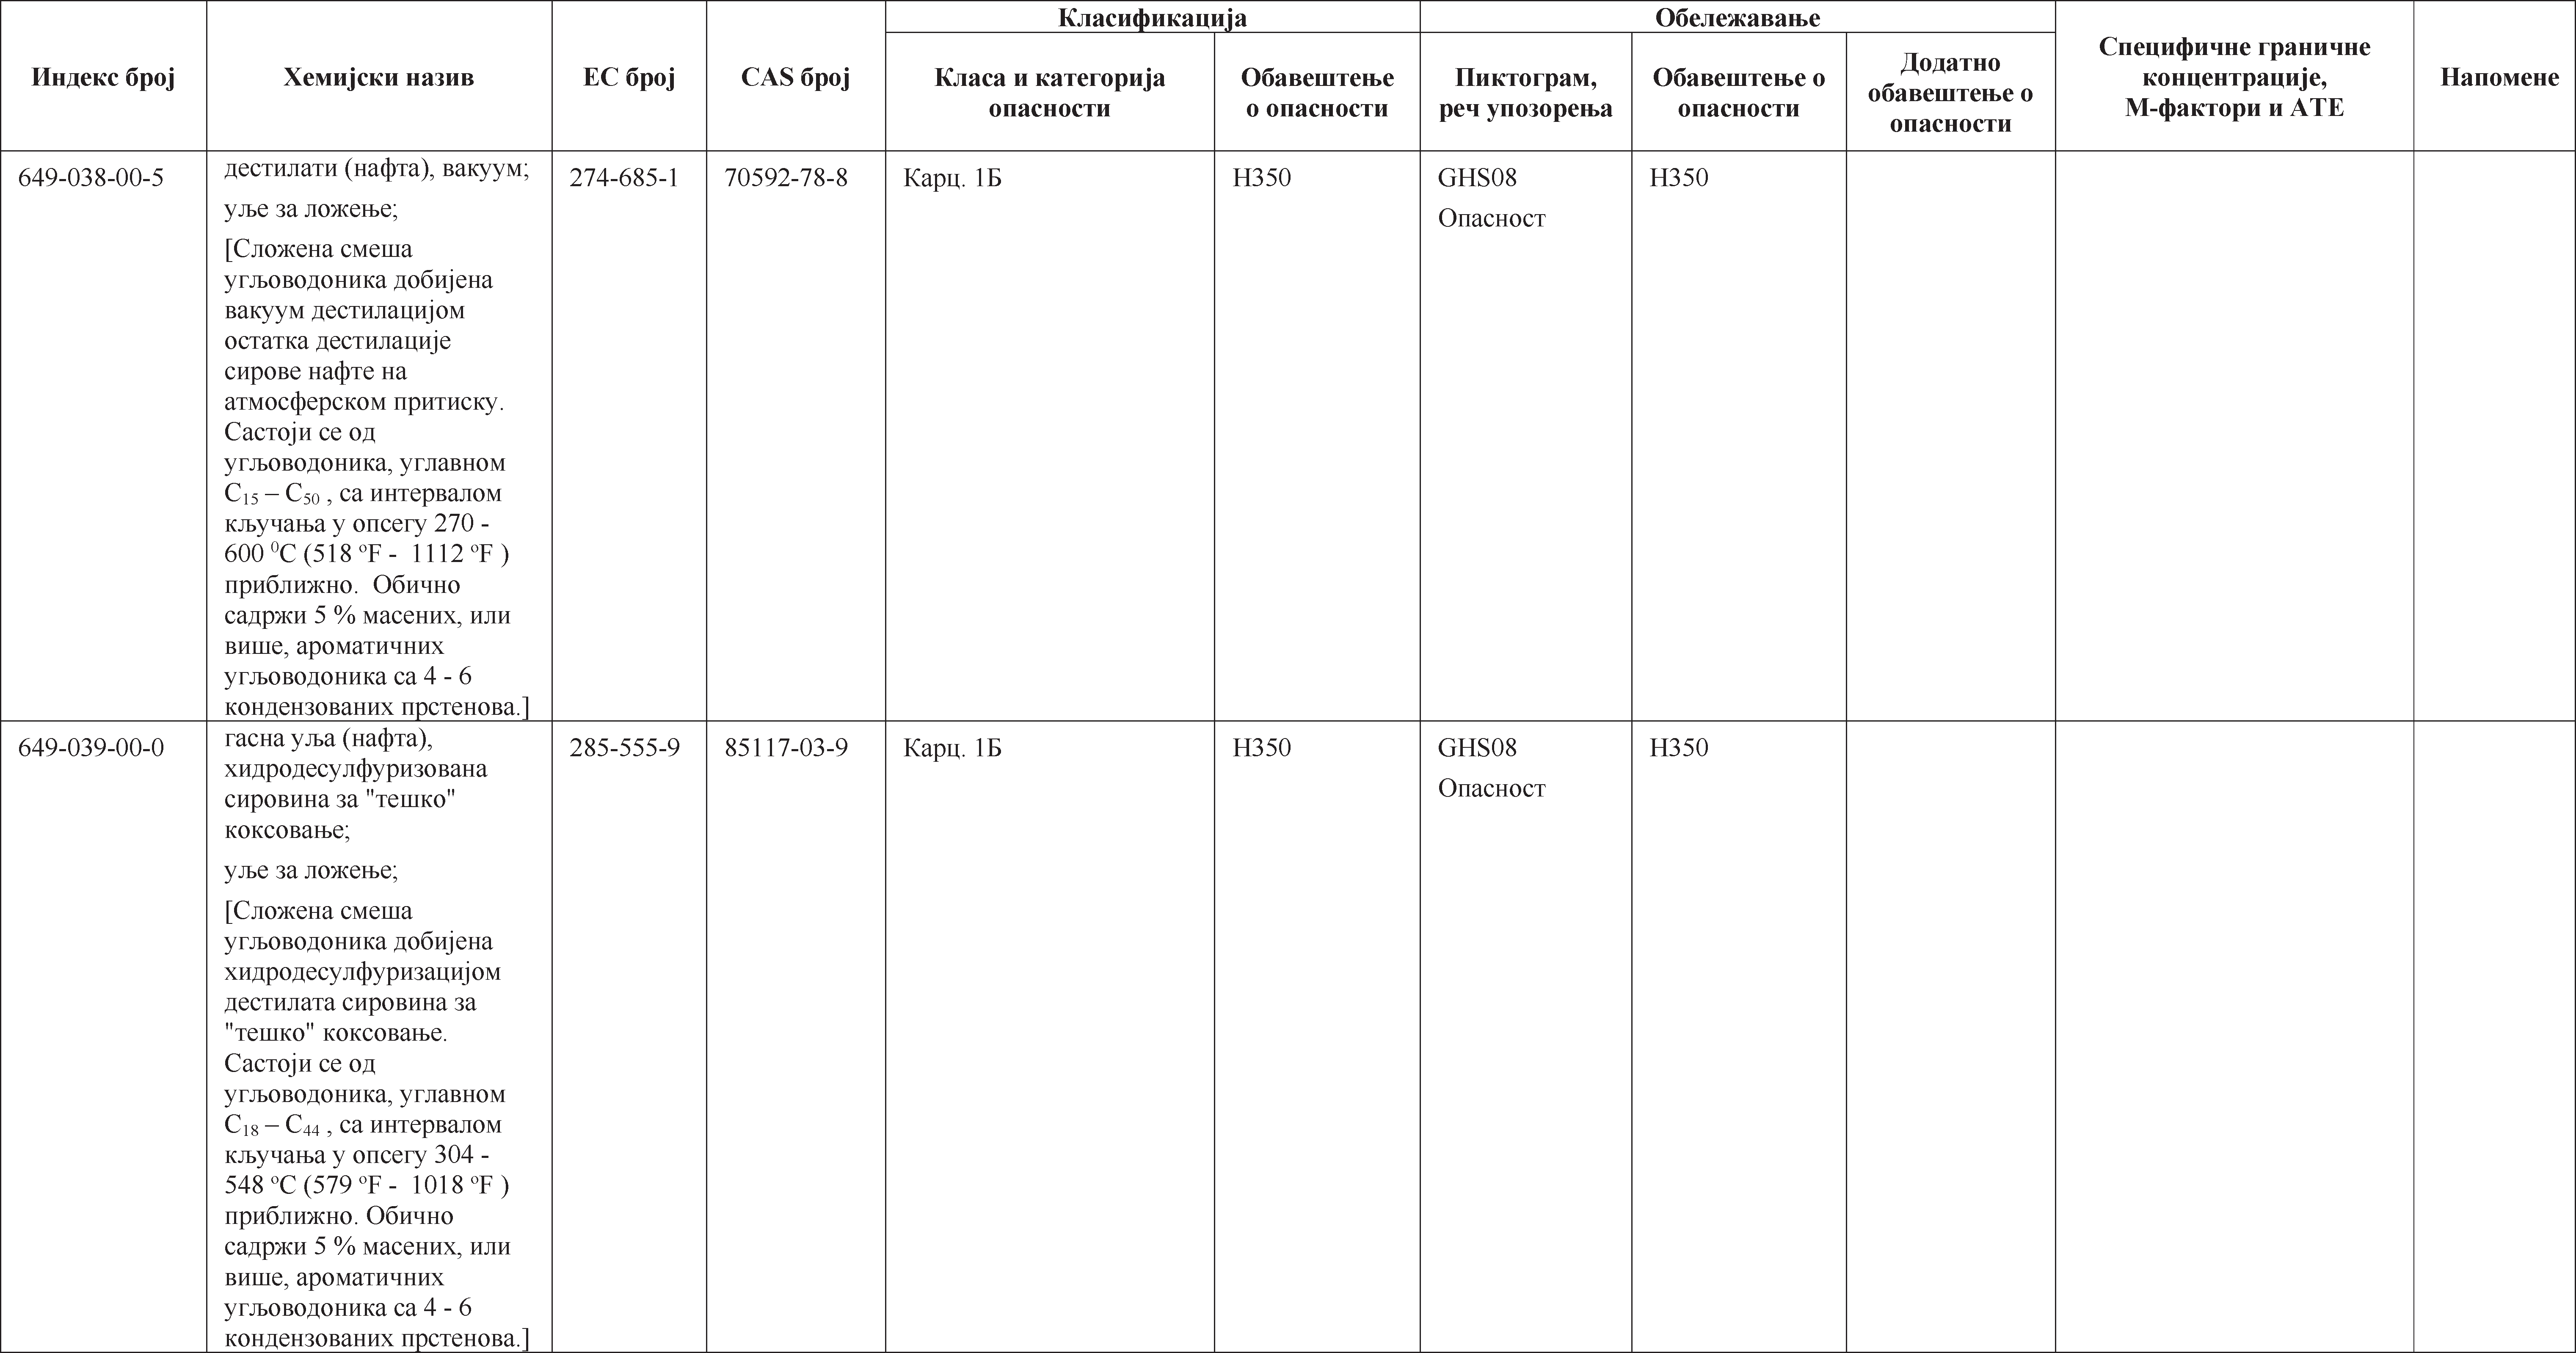 Класификација
Обележавање
Индекс број
Хемијски назив
ЕС број
CAS број
Класа и категорија
опасности
Обавештење
о опасности
Пиктограм,
реч упозорења
Обавештење о
опасности
Додатно
обавештење о
опасности
Специфичне граничне
концентрације,
М-фактори и АТЕ
Напомене
649-038-00-5
дестилати (нафта), вакуум;
уље за ложење;
[Сложена смеша
угљоводоника добијена
вакуум дестилацијом
остатка дестилације
сирове нафте на
атмосферском притиску.
Састоји се од
угљоводоника, углавном
C₁₅ – C₅₀ , са интервалом
кључања у опсегу 270 -
600 ⁰C (518 ºF -  1112 ºF )
приближно.  Обично
садржи 5 % масених, или
више, ароматичних
угљоводоника са 4 - 6
кондензованих прстенова.]
274-685-1
70592-78-8
Карц. 1Б
H350
GHS08
Опасност
H350
649-039-00-0
гасна уља (нафта),
хидродесулфуризована
сировина за "тешко"
коксовање;
уље за ложење;
[Сложена смеша
угљоводоника добијена
хидродесулфуризацијом
дестилата сировина за
"тешко" коксовање.
Састоји се од
угљоводоника, углавном
C₁₈ – C₄₄ , са интервалом
кључања у опсегу 304 -
548 ºC (579 ºF -  1018 ºF )
приближно. Обично
садржи 5 % масених, или
више, ароматичних
угљоводоника са 4 - 6
кондензованих прстенова.]
285-555-9
85117-03-9
Карц. 1Б
H350
GHS08
Опасност
H350